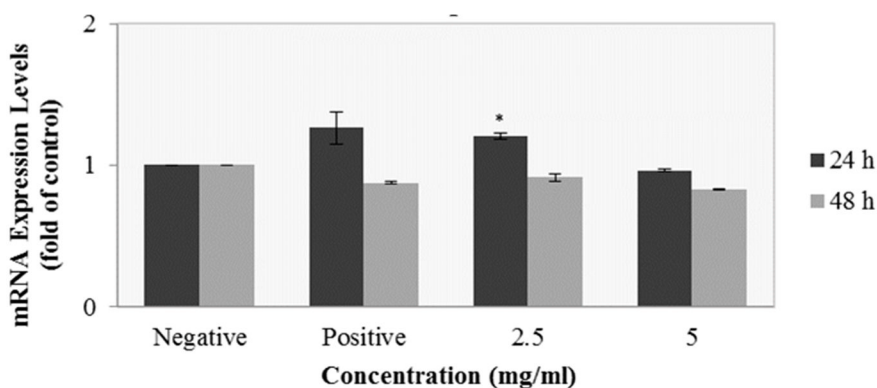 2
*
mRNA Expression Levels
(fold of control)
1
24 h
48 h
0
Negative Positive 2.5 5
Concentration (mg/ml)